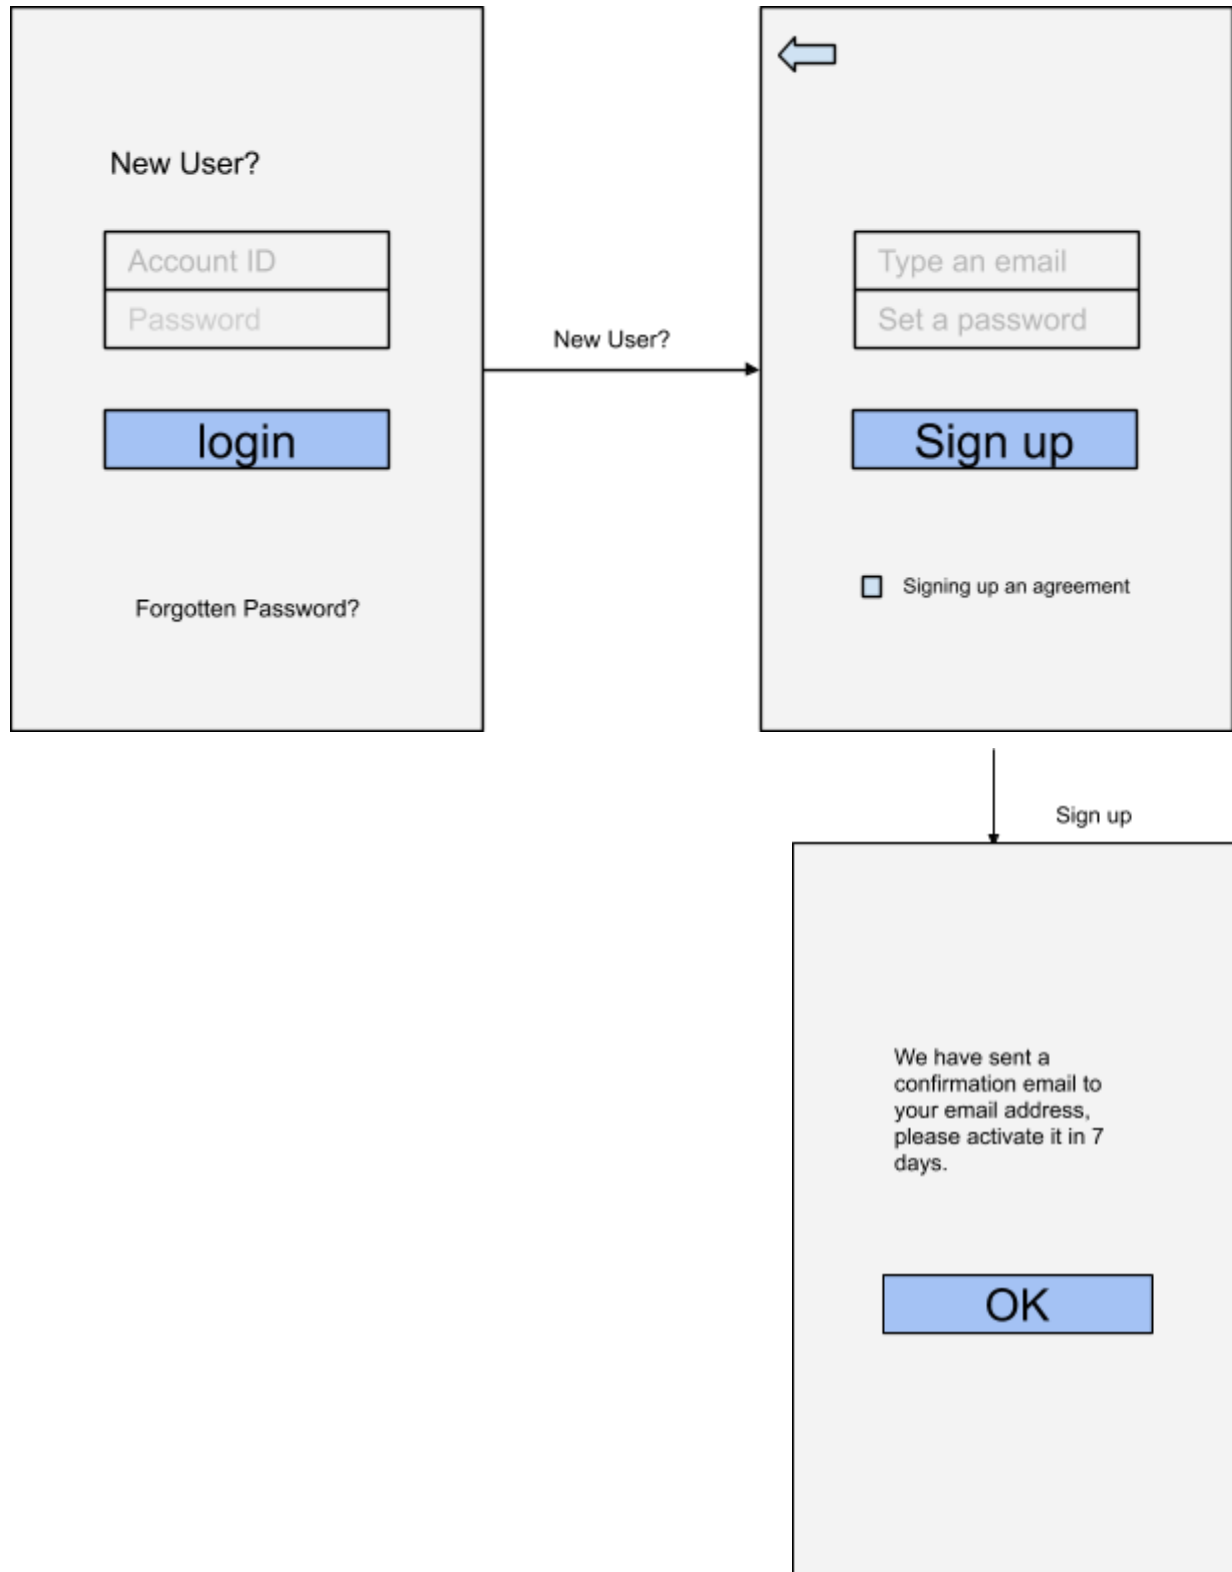 New User?
Account ID
Password
login
Forgotten Password?
New User?
Type an email
Set a password
Sign up
Signing up an agreement
Sign up
We have sent a
confirmation email to
your email address,
please activate it in 7
days.
OK